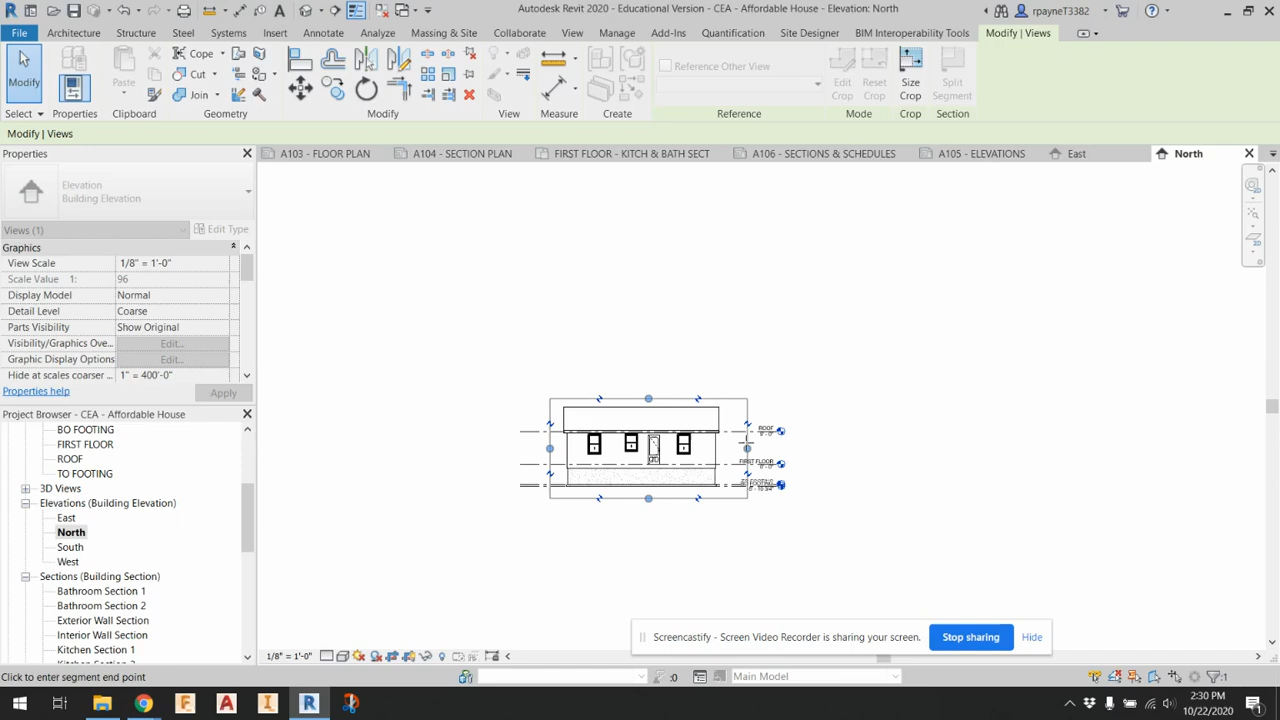 Autodesk Revit 2020 - Educational Version - CEA - Affordable House - Elevation: North
rpayneT3382
File Architecture Structure Steel Systems Insert Annotate Analyze Massing & Site Collaborate View Manage Add-Ins Quantification Site Designer BIM Interoperability Tools Modify | Views
Modify
Properties
Paste
Cope
Cut
Join
Reference Other View
Edit Crop
Reset Crop
Size Crop
Split Segment
Select Properties Clipboard Geometry Modify View Measure Create Reference Mode Crop Section
Modify | Views
Properties
A103 - FLOOR PLAN A104 - SECTION PLAN FIRST FLOOR - KITCH & BATH SECT A106 - SECTIONS & SCHEDULES A105 - ELEVATIONS East North
Elevation
Building Elevation
Views (1) Edit Type
Graphics
View Scale 1/8" = 1'-0"
Scale Value 1: 96
Display Model Normal
Detail Level Coarse
Parts Visibility Show Original
Visibility/Graphics Ove... Edit...
Graphic Display Options Edit...
Hide at scales coarser ... 1" = 400'-0"
Properties help Apply
Project Browser - CEA - Affordable House
BO FOOTING
FIRST FLOOR
ROOF
TO FOOTING
3D Views
Elevations (Building Elevation)
East
North
South
West
Sections (Building Section)
Bathroom Section 1
Bathroom Section 2
Exterior Wall Section
Interior Wall Section
Kitchen Section 1
ROOF
FIRST FLOOR
Screencastify - Screen Video Recorder is sharing your screen. Stop sharing Hide
1/8" = 1'-0"
Click to enter segment end point
:0
Main Model
:1
2:30 PM
10/22/2020